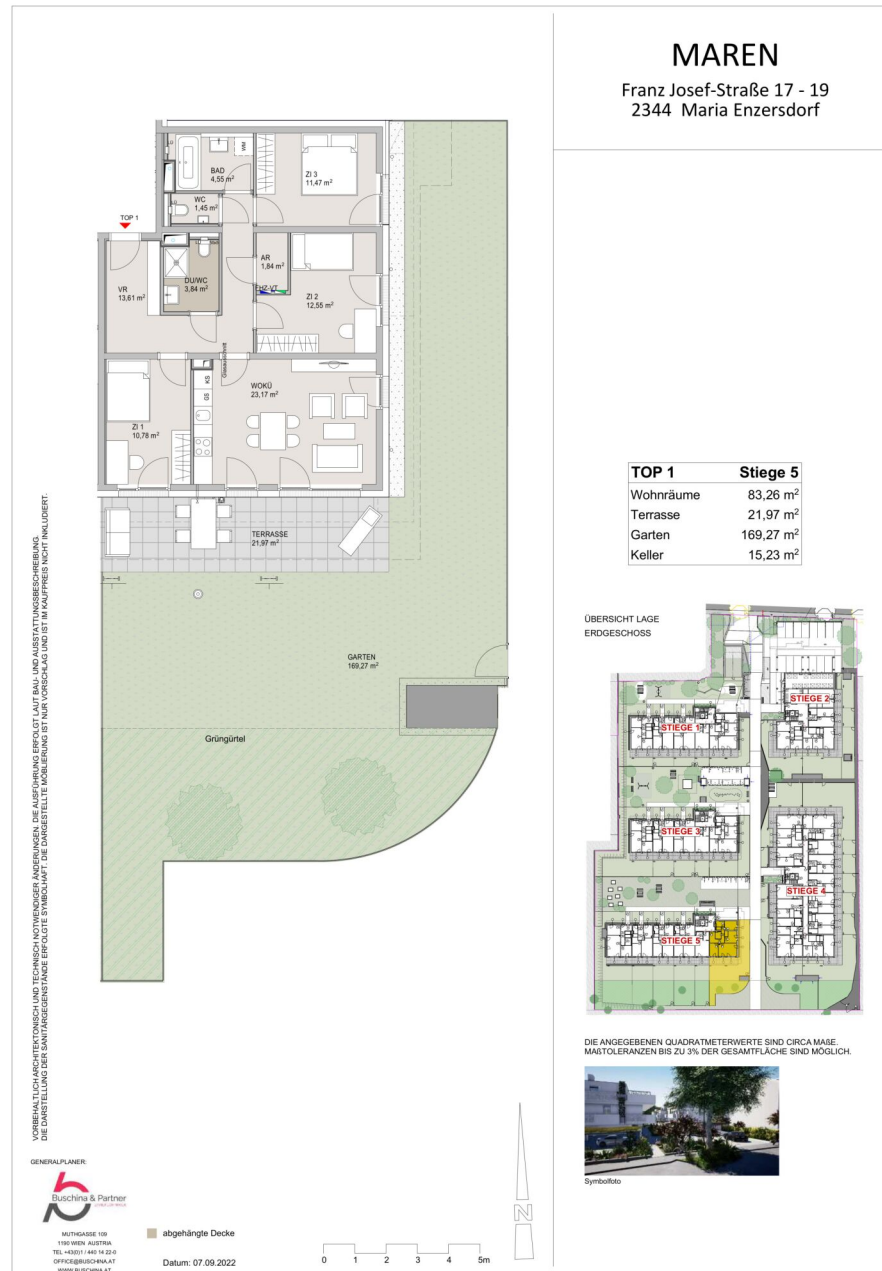 MAREN
Franz Josef-Straße 17 - 19
2344 Maria Enzersdorf
TOP 1
BAD
4,55 m²
WM
ZI 3
11,47 m²
WC
1,45 m²
VR
13,61 m²
DU/WC
3,84 m²
AR
1,84 m²
FHZ-VT
ZI 2
12,55 m²
Glasausschnitt
KS
GS
WOKÜ
23,17 m²
ZI 1
10,78 m²
TERRASSE
21,97 m²
GARTEN
169,27 m²
Grüngürtel
TOP 1 Stiege 5
Wohnräume 83,26 m²
Terrasse 21,97 m²
Garten 169,27 m²
Keller 15,23 m²
ÜBERSICHT LAGE
ERDGESCHOSS
STIEGE 1
STIEGE 2
STIEGE 3
STIEGE 4
STIEGE 5
DIE ANGEGEBENEN QUADRATMETERWERTE SIND CIRCA MAßE.
MAßTOLERANZEN BIS ZU 3% DER GESAMTFLÄCHE SIND MÖGLICH.
Symbolfoto
VORBEHALTLICH ARCHITEKTONISCH UND TECHNISCH NOTWENDIGER ÄNDERUNGEN. DIE AUSFÜHRUNG ERFOLGT LAUT BAU- UND AUSSTATTUNGSBESCHREIBUNG.
DIE DARSTELLUNG DER SANITÄRGEGENSTÄNDE ERFOLGTE SYMBOLHAFT. DIE DARGESTELLTE MÖBLIERUNG IST NUR VORSCHLAG UND IST IM KAUFPREIS NICHT INKLUDIERT.
GENERALPLANER:
Buschina & Partner
MUTHGASSE 109
1190 WIEN AUSTRIA
TEL +43(0)1 / 440 14 22-0
OFFICE@BUSCHINA.AT
WWW.BUSCHINA.AT
abgehängte Decke
Datum: 07.09.2022
0 1 2 3 4 5m
N